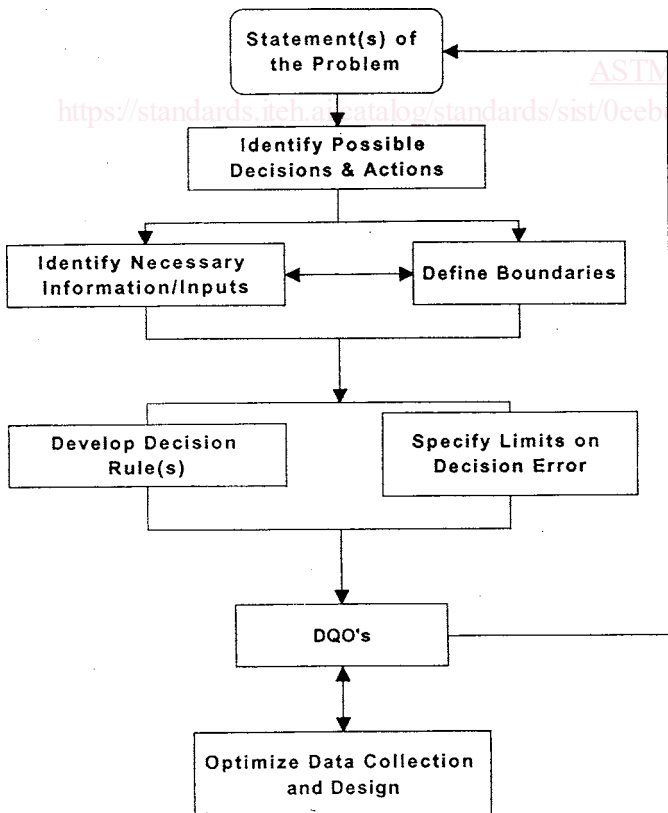 Statement(s) of
the Problem
ASTM
https://standards.iteh.ai/catalog/standards/sist/0eeb
Identify Possible
Decisions & Actions
Identify Necessary
Information/Inputs
Define Boundaries
Develop Decision
Rule(s)
Specify Limits on
Decision Error
DQO's
Optimize Data Collection
and Design